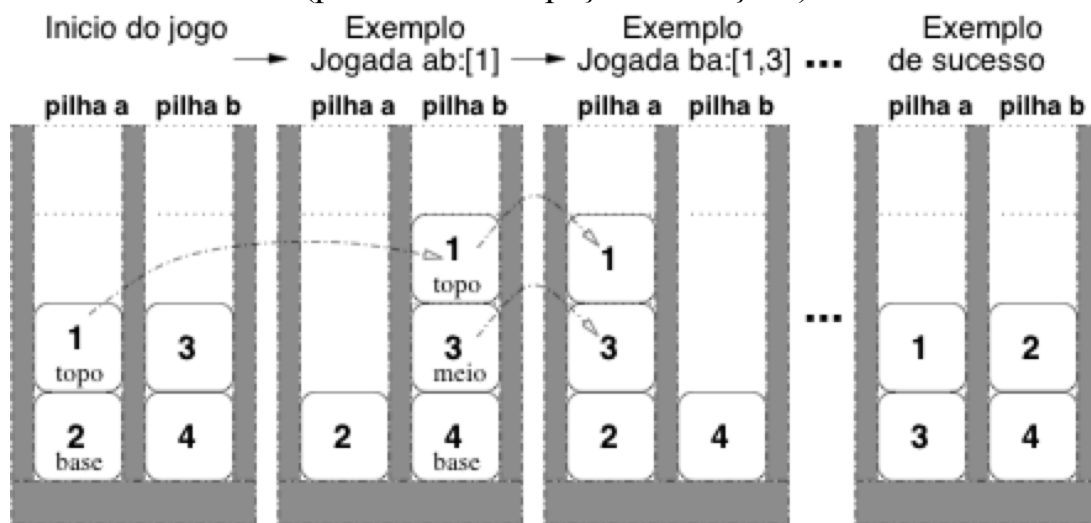 Inicio do jogo
Exemplo
Jogada ab:[1]
Exemplo
Jogada ba:[1,3]
...
Exemplo
de sucesso
pilha a pilha b
pilha a pilha b
pilha a pilha b
pilha a pilha b
1
topo
3
2
base
4
1
topo
3
meio
2
4
base
1
3
2
4
...
1
2
3
4